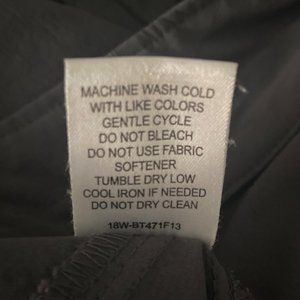 MACHINE WASH COLD
WITH LIKE COLORS
GENTLE CYCLE
DO NOT BLEACH
DO NOT USE FABRIC
SOFTENER
TUMBLE DRY LOW
COOL IRON IF NEEDED
DO NOT DRY CLEAN
18W-BT471F13